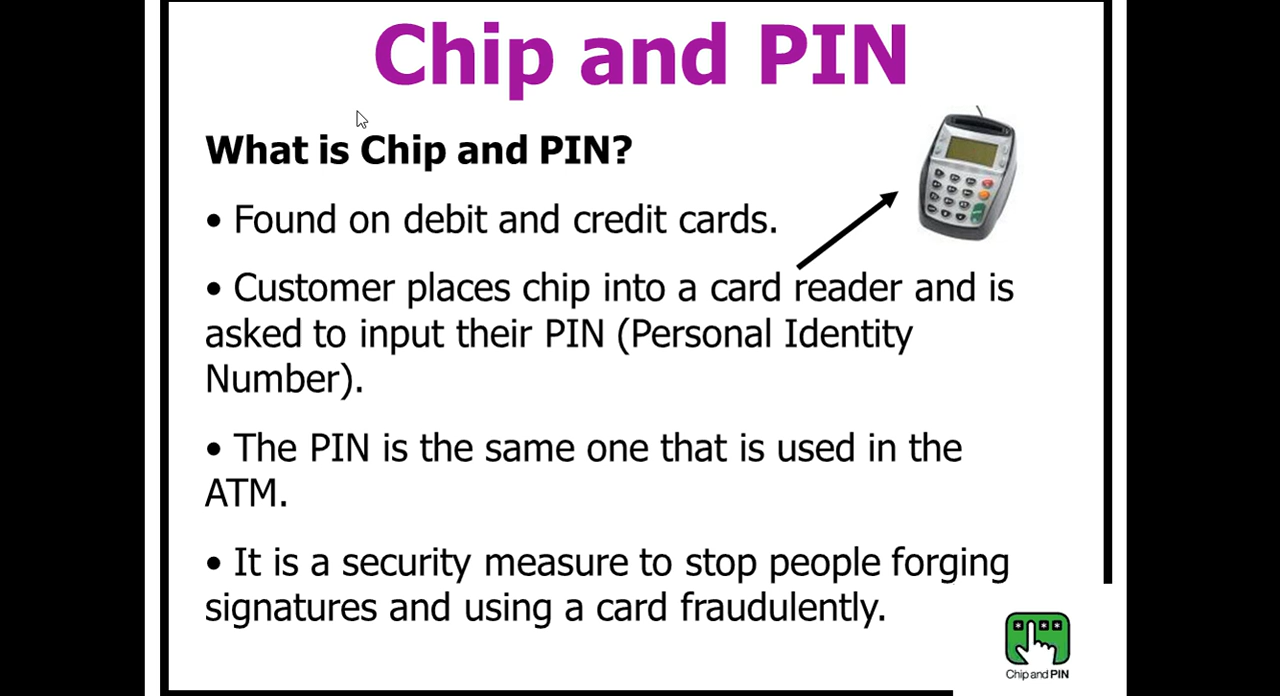 Chip and PIN
What is Chip and PIN?
• Found on debit and credit cards.
• Customer places chip into a card reader and is
asked to input their PIN (Personal Identity
Number).
• The PIN is the same one that is used in the
ATM.
• It is a security measure to stop people forging
signatures and using a card fraudulently.
Chip and PIN